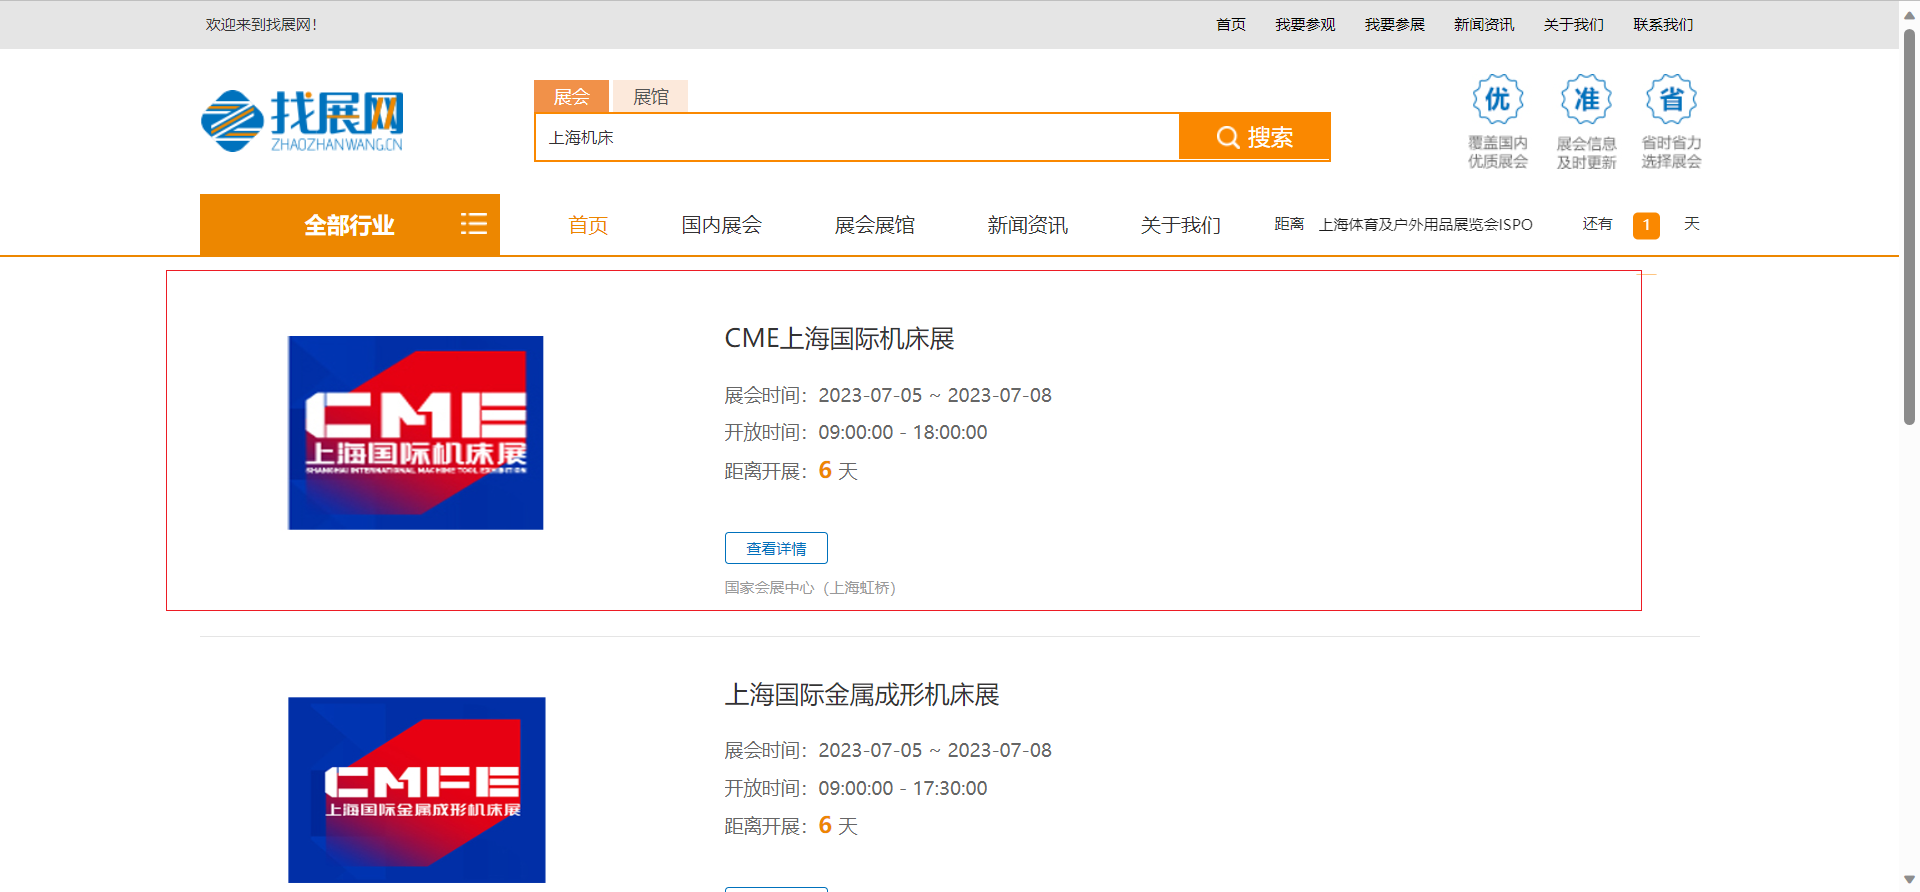 欢迎来到找展网！
首页 我要参观 我要参展 新闻资讯 关于我们 联系我们
找展网
ZHAOZHANWANG.CN
展会 展馆
上海机床
搜索
优 准 省
覆盖国内 展会信息 省时省力
优质展会 及时更新 选择展会
全部行业
首页 国内展会 展会展馆 新闻资讯 关于我们
距离 上海体育及户外用品展览会ISPO 还有 1 天
CME
上海国际机床展
SHANGHAI INTERNATIONAL MACHINE TOOL EXHIBITION
CME上海国际机床展
展会时间：2023-07-05 ~ 2023-07-08
开放时间：09:00:00 - 18:00:00
距离开展：6 天
查看详情
国家会展中心（上海虹桥）
CMFE
上海国际金属成形机床展
上海国际金属成形机床展
展会时间：2023-07-05 ~ 2023-07-08
开放时间：09:00:00 - 17:30:00
距离开展：6 天